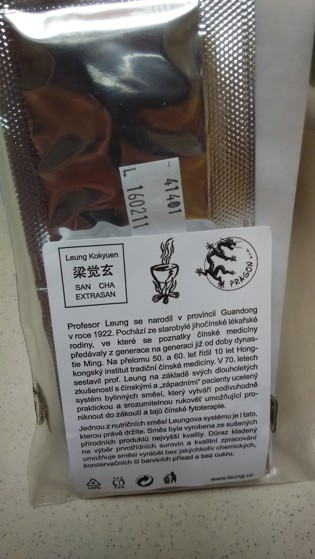 41401
L 160211
Leung Kokyuen
梁觉玄
SAN CHA
EXTRASAN
PRAGON
Profesor Leung se narodil v provincii Guandong
v roce 1922. Pochází ze starobylé jihočínské lékařské
rodiny, ve které se poznatky čínské medicíny
předávaly z generace na generaci již od doby dynas-
tie Ming. Na přelomu 50. a 60. let řídil 10 let Hong-
kongský institut tradiční čínské medicíny. V 70. letech
sestavil prof. Leung na základě svých dlouholetých
zkušeností s čínskými a „západními" pacienty ucelený
systém bylinných směsí, který vytváří podivuhodně
praktickou a srozumitelnou rukověť umožňující pro-
niknout do zákoutí a tajů čínské fytoterapie.
Jednou z nutričních směsí Leungova systému je i tato,
kterou právě držíte. Směs byla vyrobena ze sušených
přírodních produktů nejvyšší kvality. Důraz kladený
na výběr prvotřídních surovin a kvalitní zpracování
umožňuje směsi vyrábět bez jakýchkoliv chemických,
konzervačních či barvicích přísad a bez cukru.
www.leung.cz